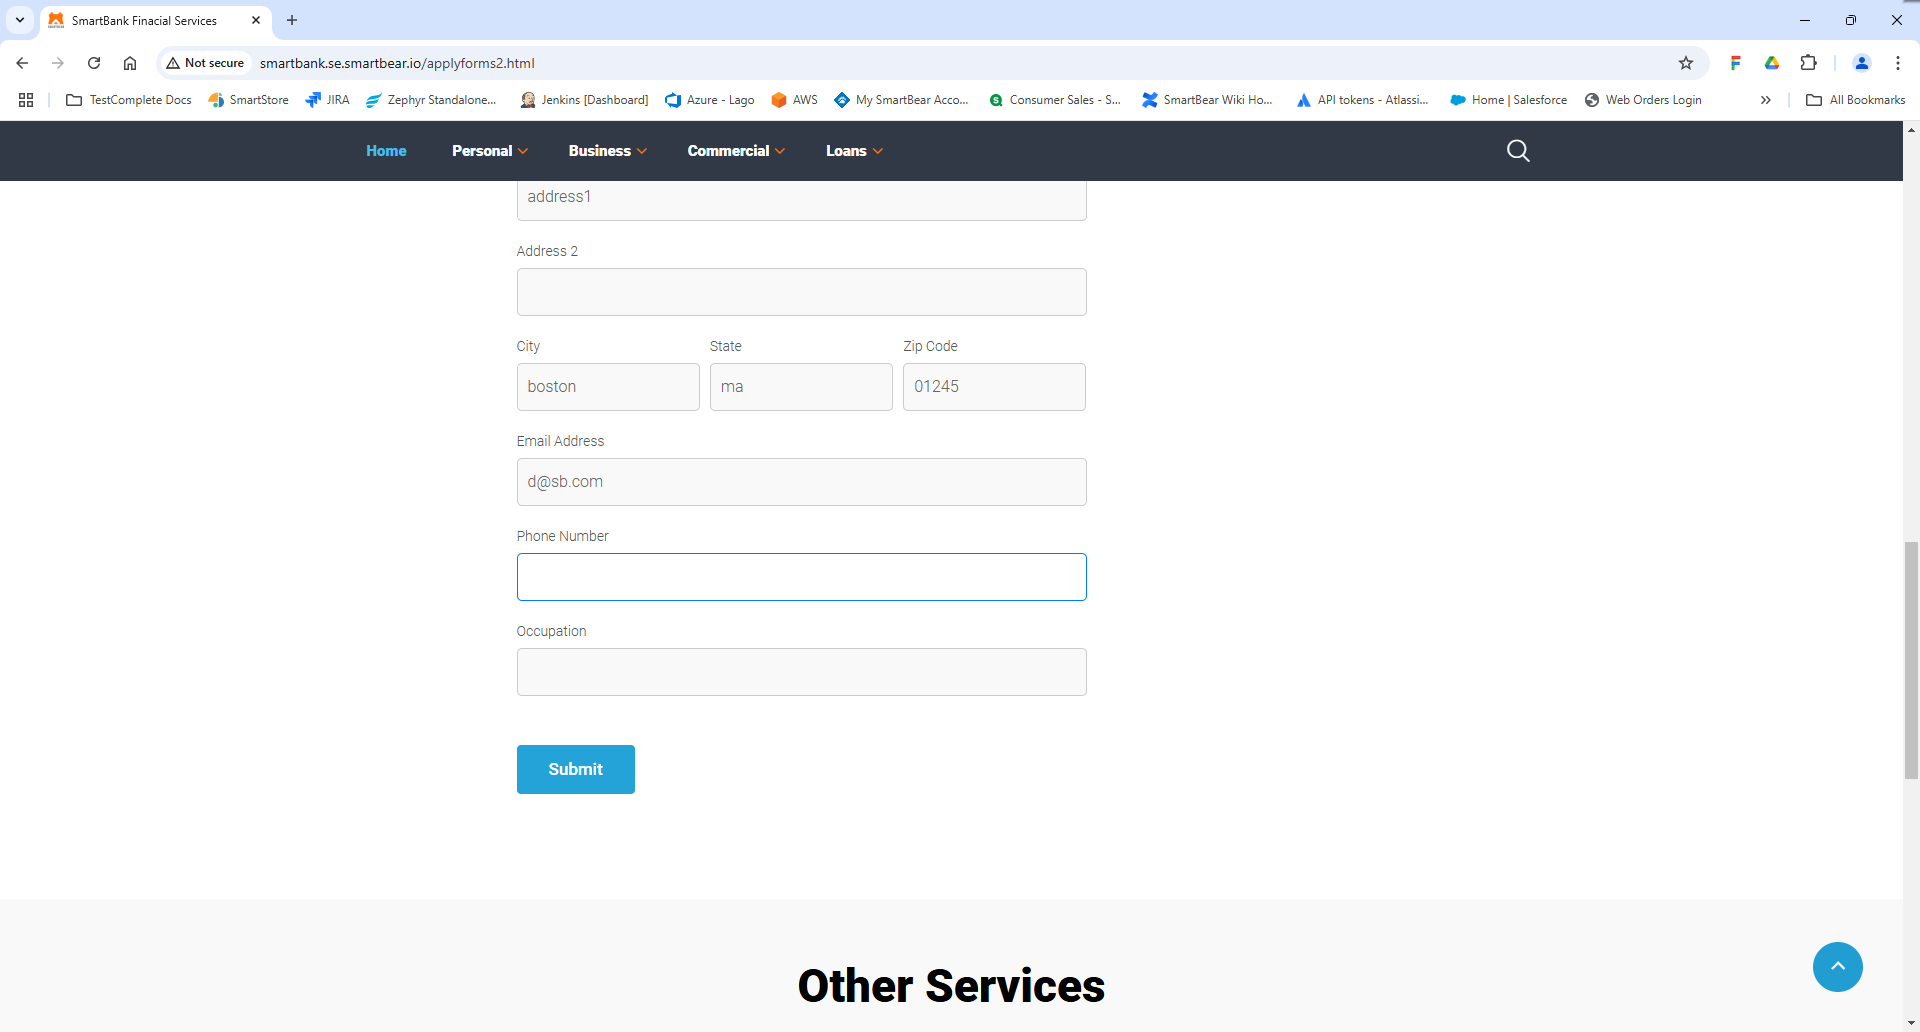 SmartBank Finacial Services
Not secure
smartbank.se.smartbear.io/applyforms2.html
TestComplete Docs
SmartStore
JIRA
Zephyr Standalone...
Jenkins [Dashboard]
Azure - Lago
AWS
My SmartBear Acco...
Consumer Sales - S...
SmartBear Wiki Ho...
API tokens - Atlassi...
Home | Salesforce
Web Orders Login
All Bookmarks
Home
Personal
Business
Commercial
Loans
address1
Address 2
City
State
Zip Code
boston
ma
01245
Email Address
d@sb.com
Phone Number
Occupation
Submit
Other Services